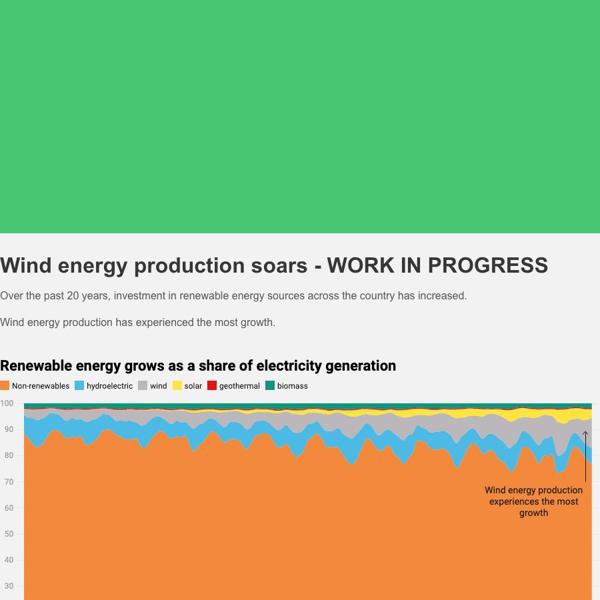 Wind energy production soars - WORK IN PROGRESS
Over the past 20 years, investment in renewable energy sources across the country has increased.
Wind energy production has experienced the most growth.
Renewable energy grows as a share of electricity generation
Non-renewables hydroelectric wind solar geothermal biomass
100
90
80
70
Wind energy production
experiences the most
growth
60
50
40
30